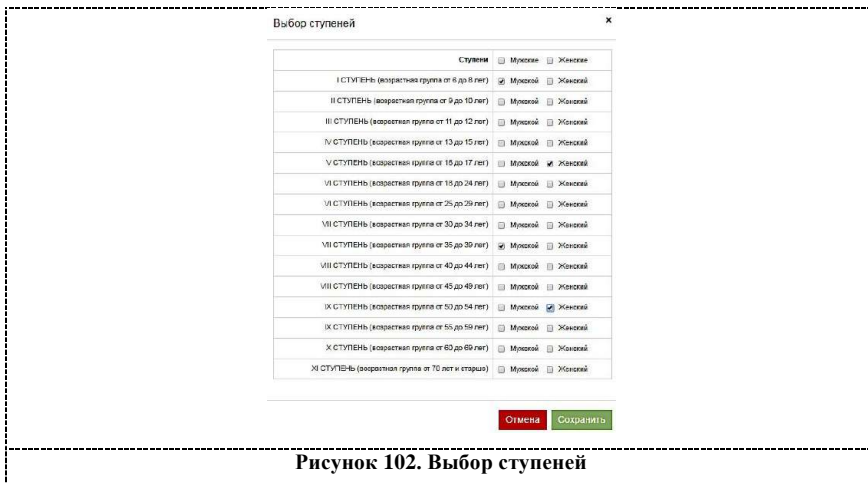 Выбор ступеней x
Ступени Мужские Женские
I СТУПЕНЬ (возрастная группа от 6 до 8 лет) Мужской Женский
II СТУПЕНЬ (возрастная группа от 9 до 10 лет) Мужской Женский
III СТУПЕНЬ (возрастная группа от 11 до 12 лет) Мужской Женский
IV СТУПЕНЬ (возрастная группа от 13 до 15 лет) Мужской Женский
V СТУПЕНЬ (возрастная группа от 16 до 17 лет) Мужской Женский
VI СТУПЕНЬ (возрастная группа от 18 до 24 лет) Мужской Женский
VI СТУПЕНЬ (возрастная группа от 25 до 29 лет) Мужской Женский
VII СТУПЕНЬ (возрастная группа от 30 до 34 лет) Мужской Женский
VII СТУПЕНЬ (возрастная группа от 35 до 39 лет) Мужской Женский
VIII СТУПЕНЬ (возрастная группа от 40 до 44 лет) Мужской Женский
VIII СТУПЕНЬ (возрастная группа от 45 до 49 лет) Мужской Женский
IX СТУПЕНЬ (возрастная группа от 50 до 54 лет) Мужской Женский
IX СТУПЕНЬ (возрастная группа от 55 до 59 лет) Мужской Женский
X СТУПЕНЬ (возрастная группа от 60 до 69 лет) Мужской Женский
XI СТУПЕНЬ (возрастная группа от 70 лет и старше) Мужской Женский
Отмена Сохранить
Рисунок 102. Выбор ступеней